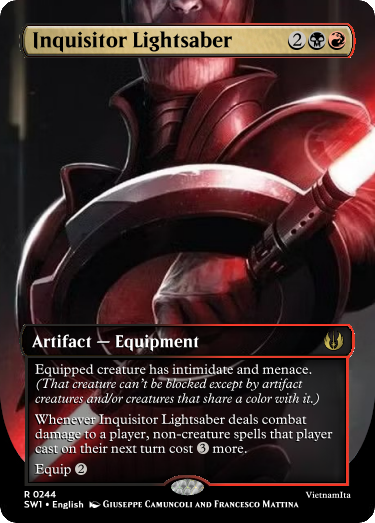 Inquisitor Lightsaber 2
Artifact — Equipment
Equipped creature has intimidate and menace.
(That creature can't be blocked except by artifact
creatures and/or creatures that share a color with it.)
Whenever Inquisitor Lightsaber deals combat
damage to a player, non-creature spells that player
cast on their next turn cost 3 more.
Equip 2
R 0244
VietnamIta
SW1 • English Giuseppe Camuncoli and Francesco Mattina